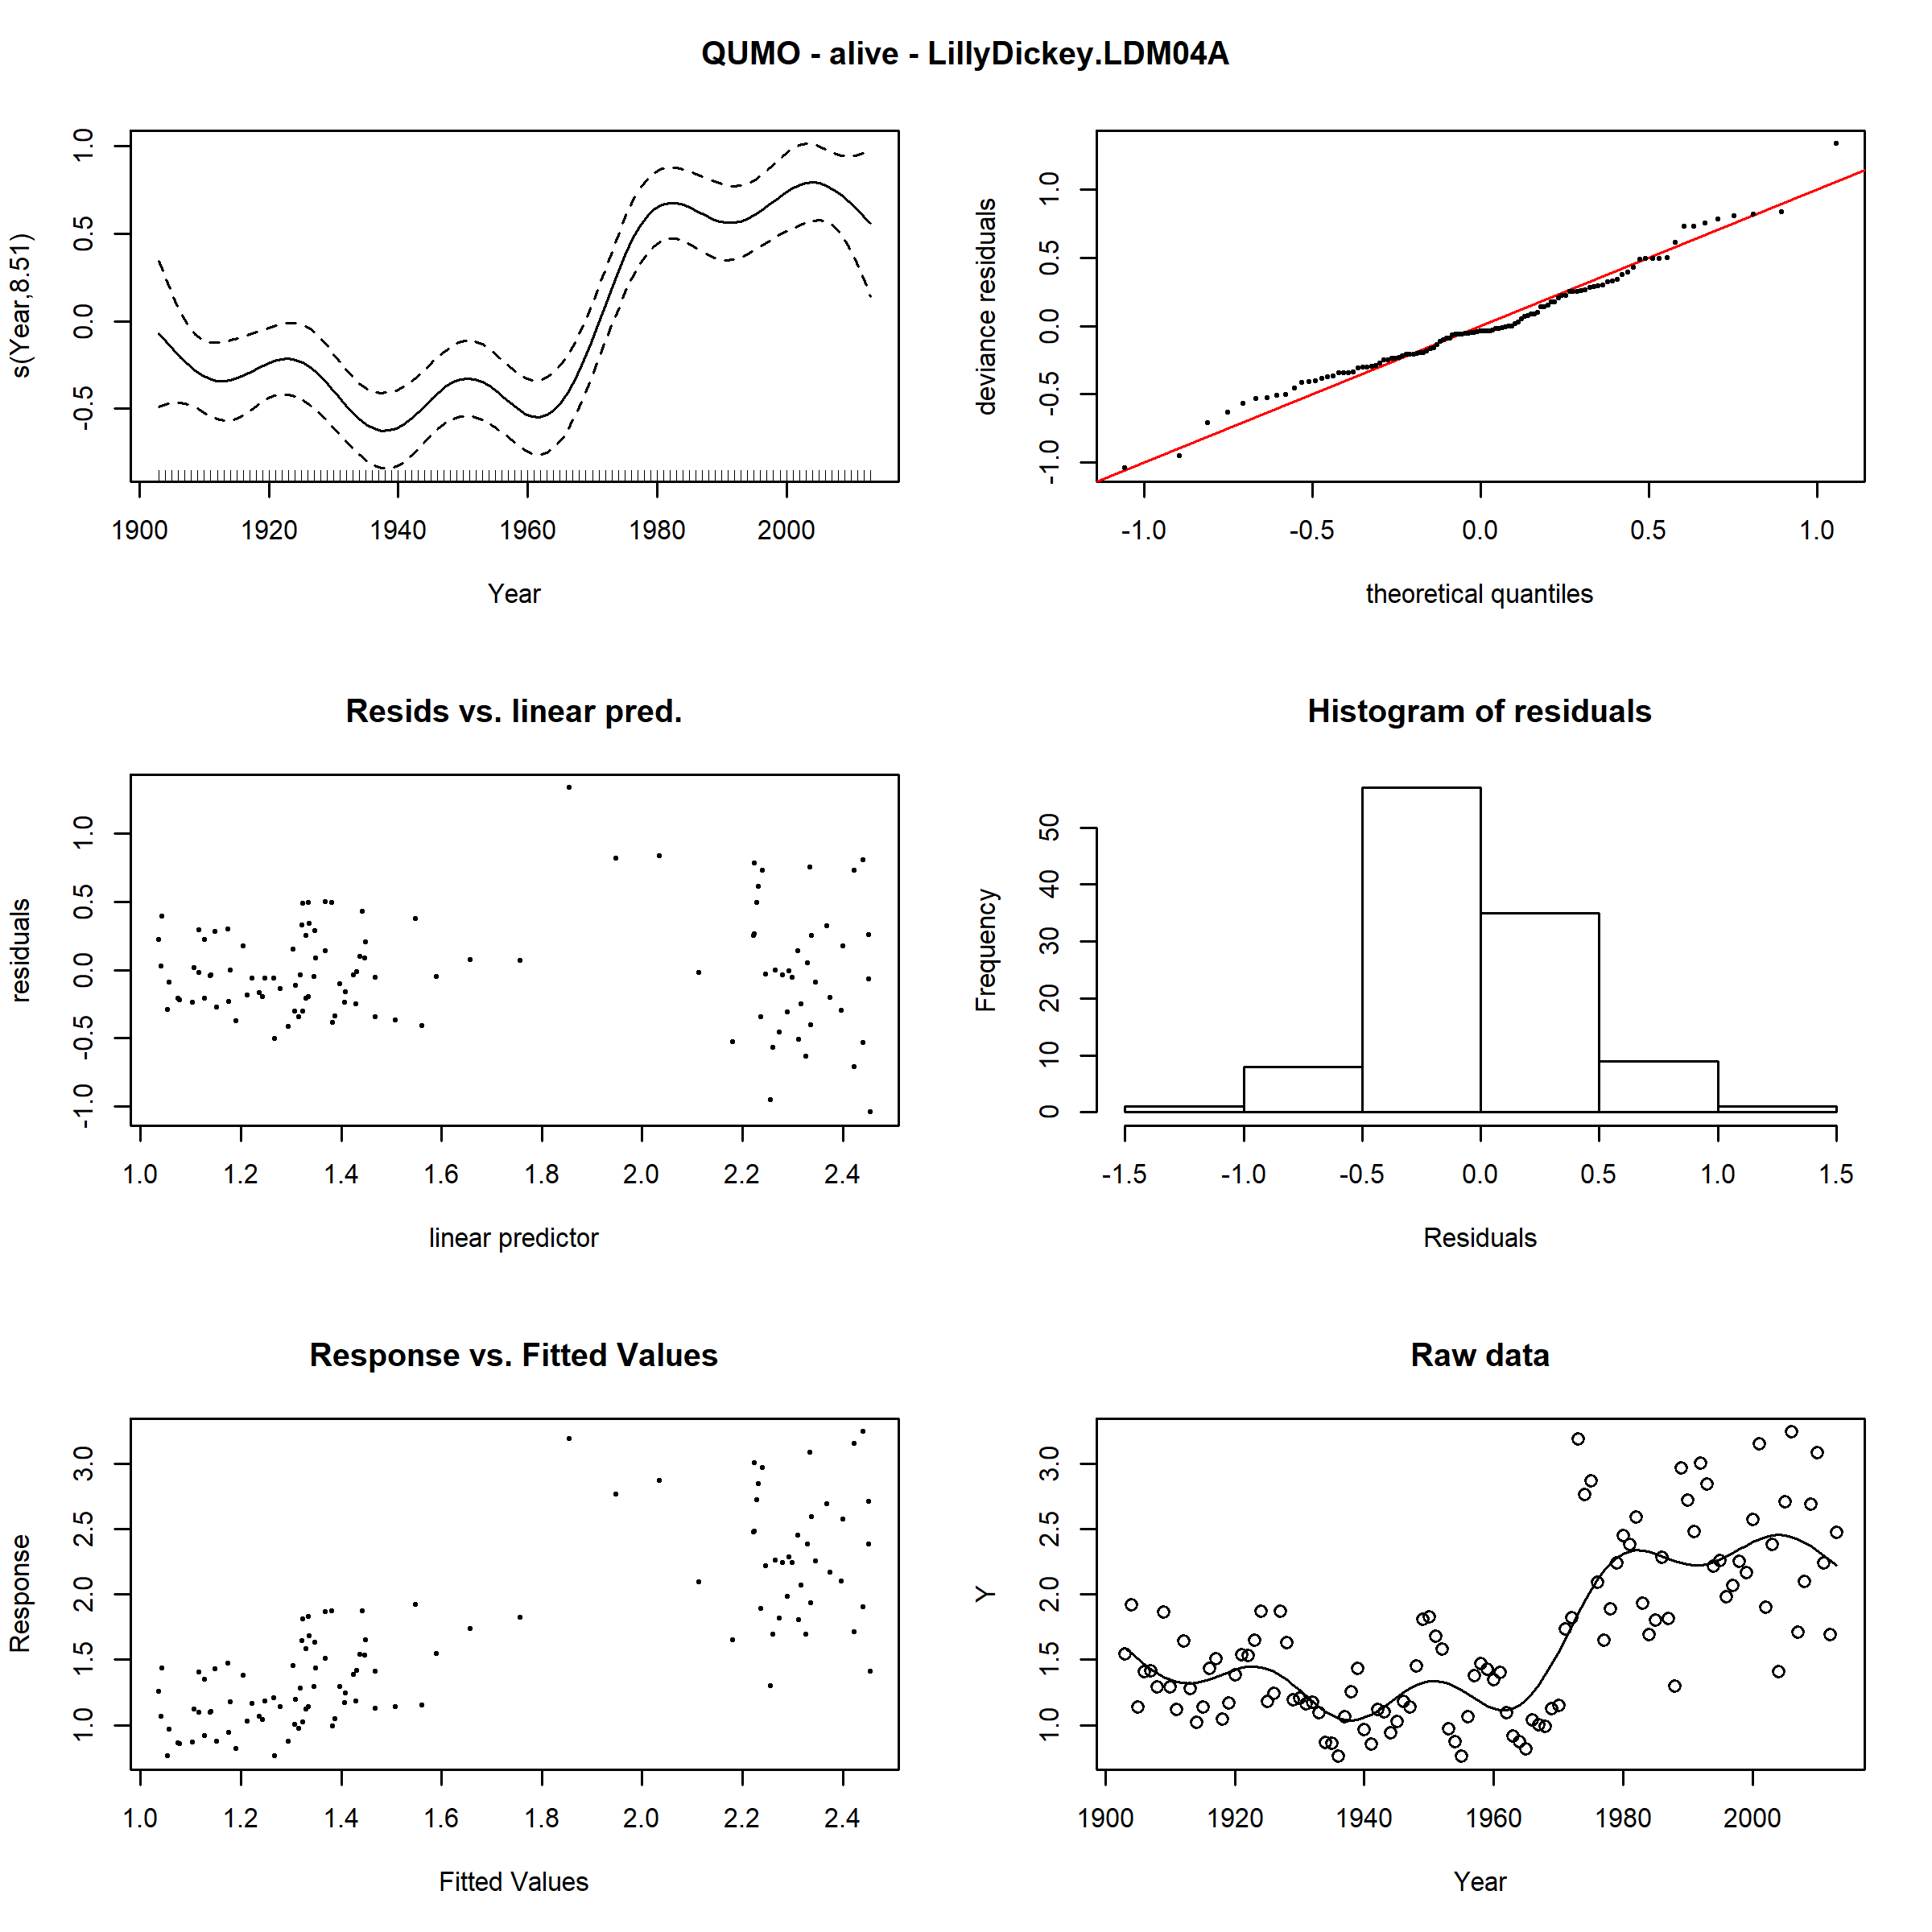 QUMO - alive - LillyDickey.LDM04A
s(Year,8.51)
1.0
0.5
0.0
-0.5
1900 1920 1940 1960 1980 2000
Year
deviance residuals
1.0
0.5
0.0
-0.5
-1.0
-1.0 -0.5 0.0 0.5 1.0
theoretical quantiles
Resids vs. linear pred.
residuals
1.0
0.5
0.0
-0.5
-1.0
1.0 1.2 1.4 1.6 1.8 2.0 2.2 2.4
linear predictor
Histogram of residuals
Frequency
50
40
30
20
10
0
-1.5 -1.0 -0.5 0.0 0.5 1.0 1.5
Residuals
Response vs. Fitted Values
Response
3.0
2.5
2.0
1.5
1.0
1.0 1.2 1.4 1.6 1.8 2.0 2.2 2.4
Fitted Values
Raw data
Y
3.0
2.5
2.0
1.5
1.0
1900 1920 1940 1960 1980 2000
Year